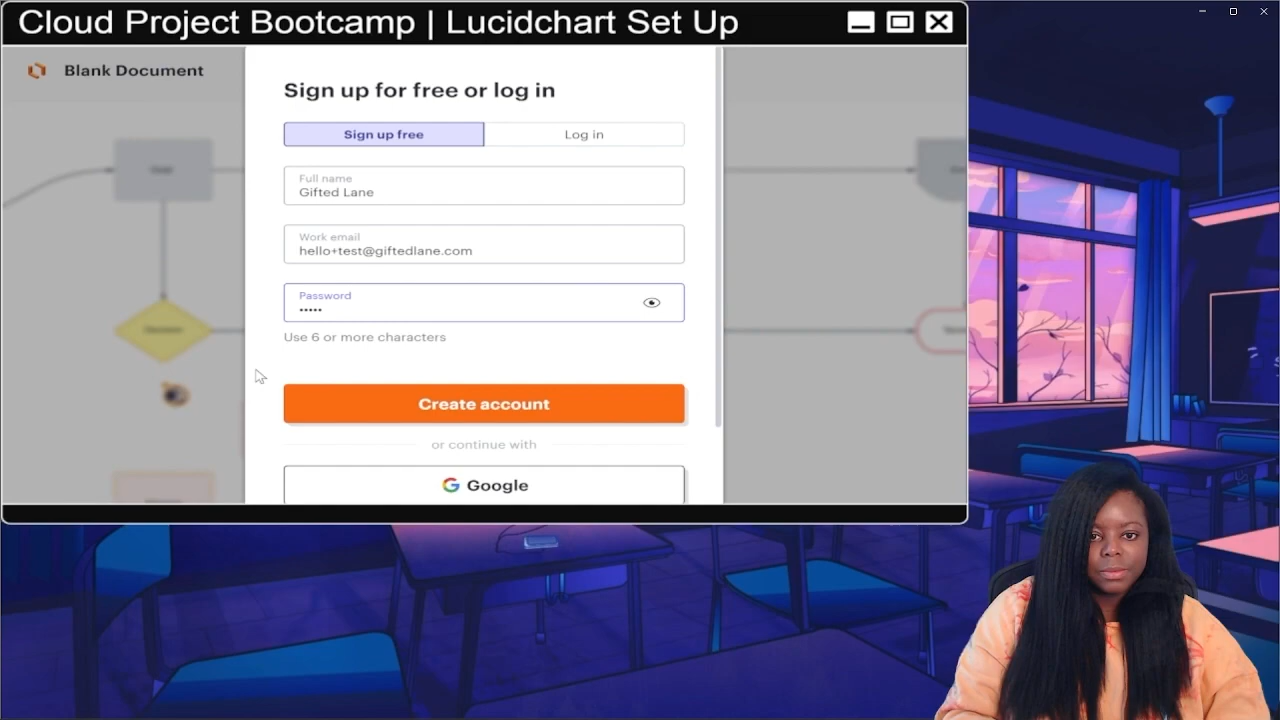 Cloud Project Bootcamp | Lucidchart Set Up
Blank Document
Sign up for free or log in
Sign up free
Log in
Full name
Gifted Lane
Work email
hello+test@giftedlane.com
Password
•••••
Use 6 or more characters
Create account
or continue with
Google